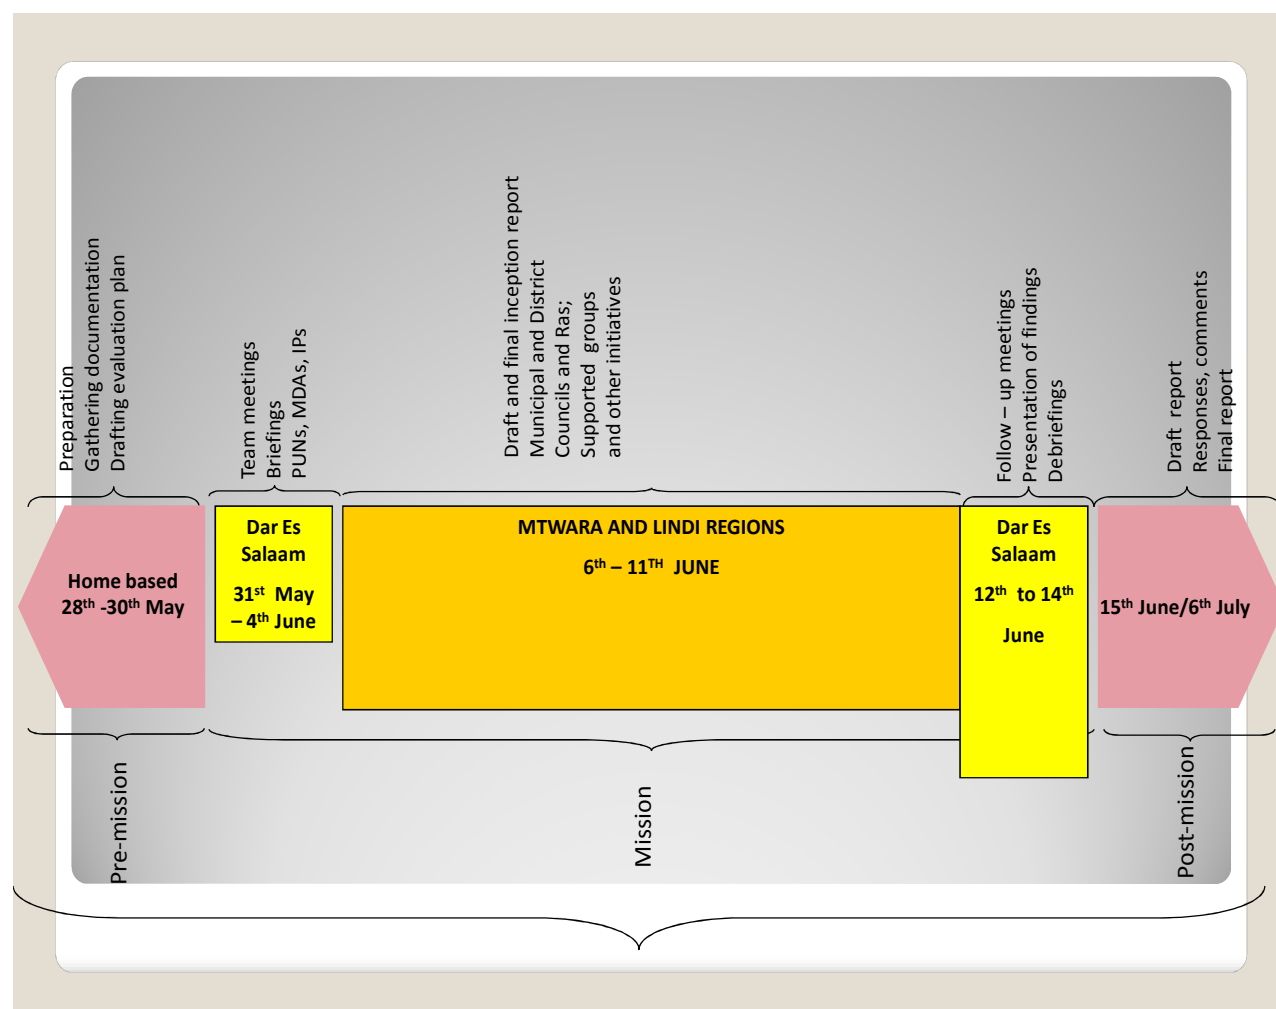 Preparation
Gathering documentation
Drafting evaluation plan
Team meetings
Briefings
PUNs, MDAs, IPs
Draft and final inception report
Municipal and District
Councils and Ras;
Supported groups
and other initiatives
Follow – up meetings
Presentation of findings
Debriefings
Draft report
Responses, comments
Final report
Home based
28th -30th May
Dar Es
Salaam
31st May
– 4th June
MTWARA AND LINDI REGIONS
6th – 11TH JUNE
Dar Es
Salaam
12th to 14th
June
15th June/6th July
Pre-mission
Mission
Post-mission